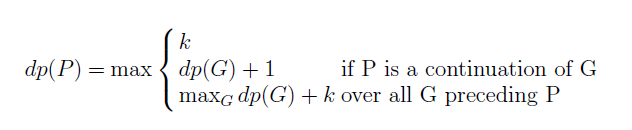 k
dp(P) = max { dp(G) + 1 if P is a continuation of G
max_G dp(G) + k over all G preceding P